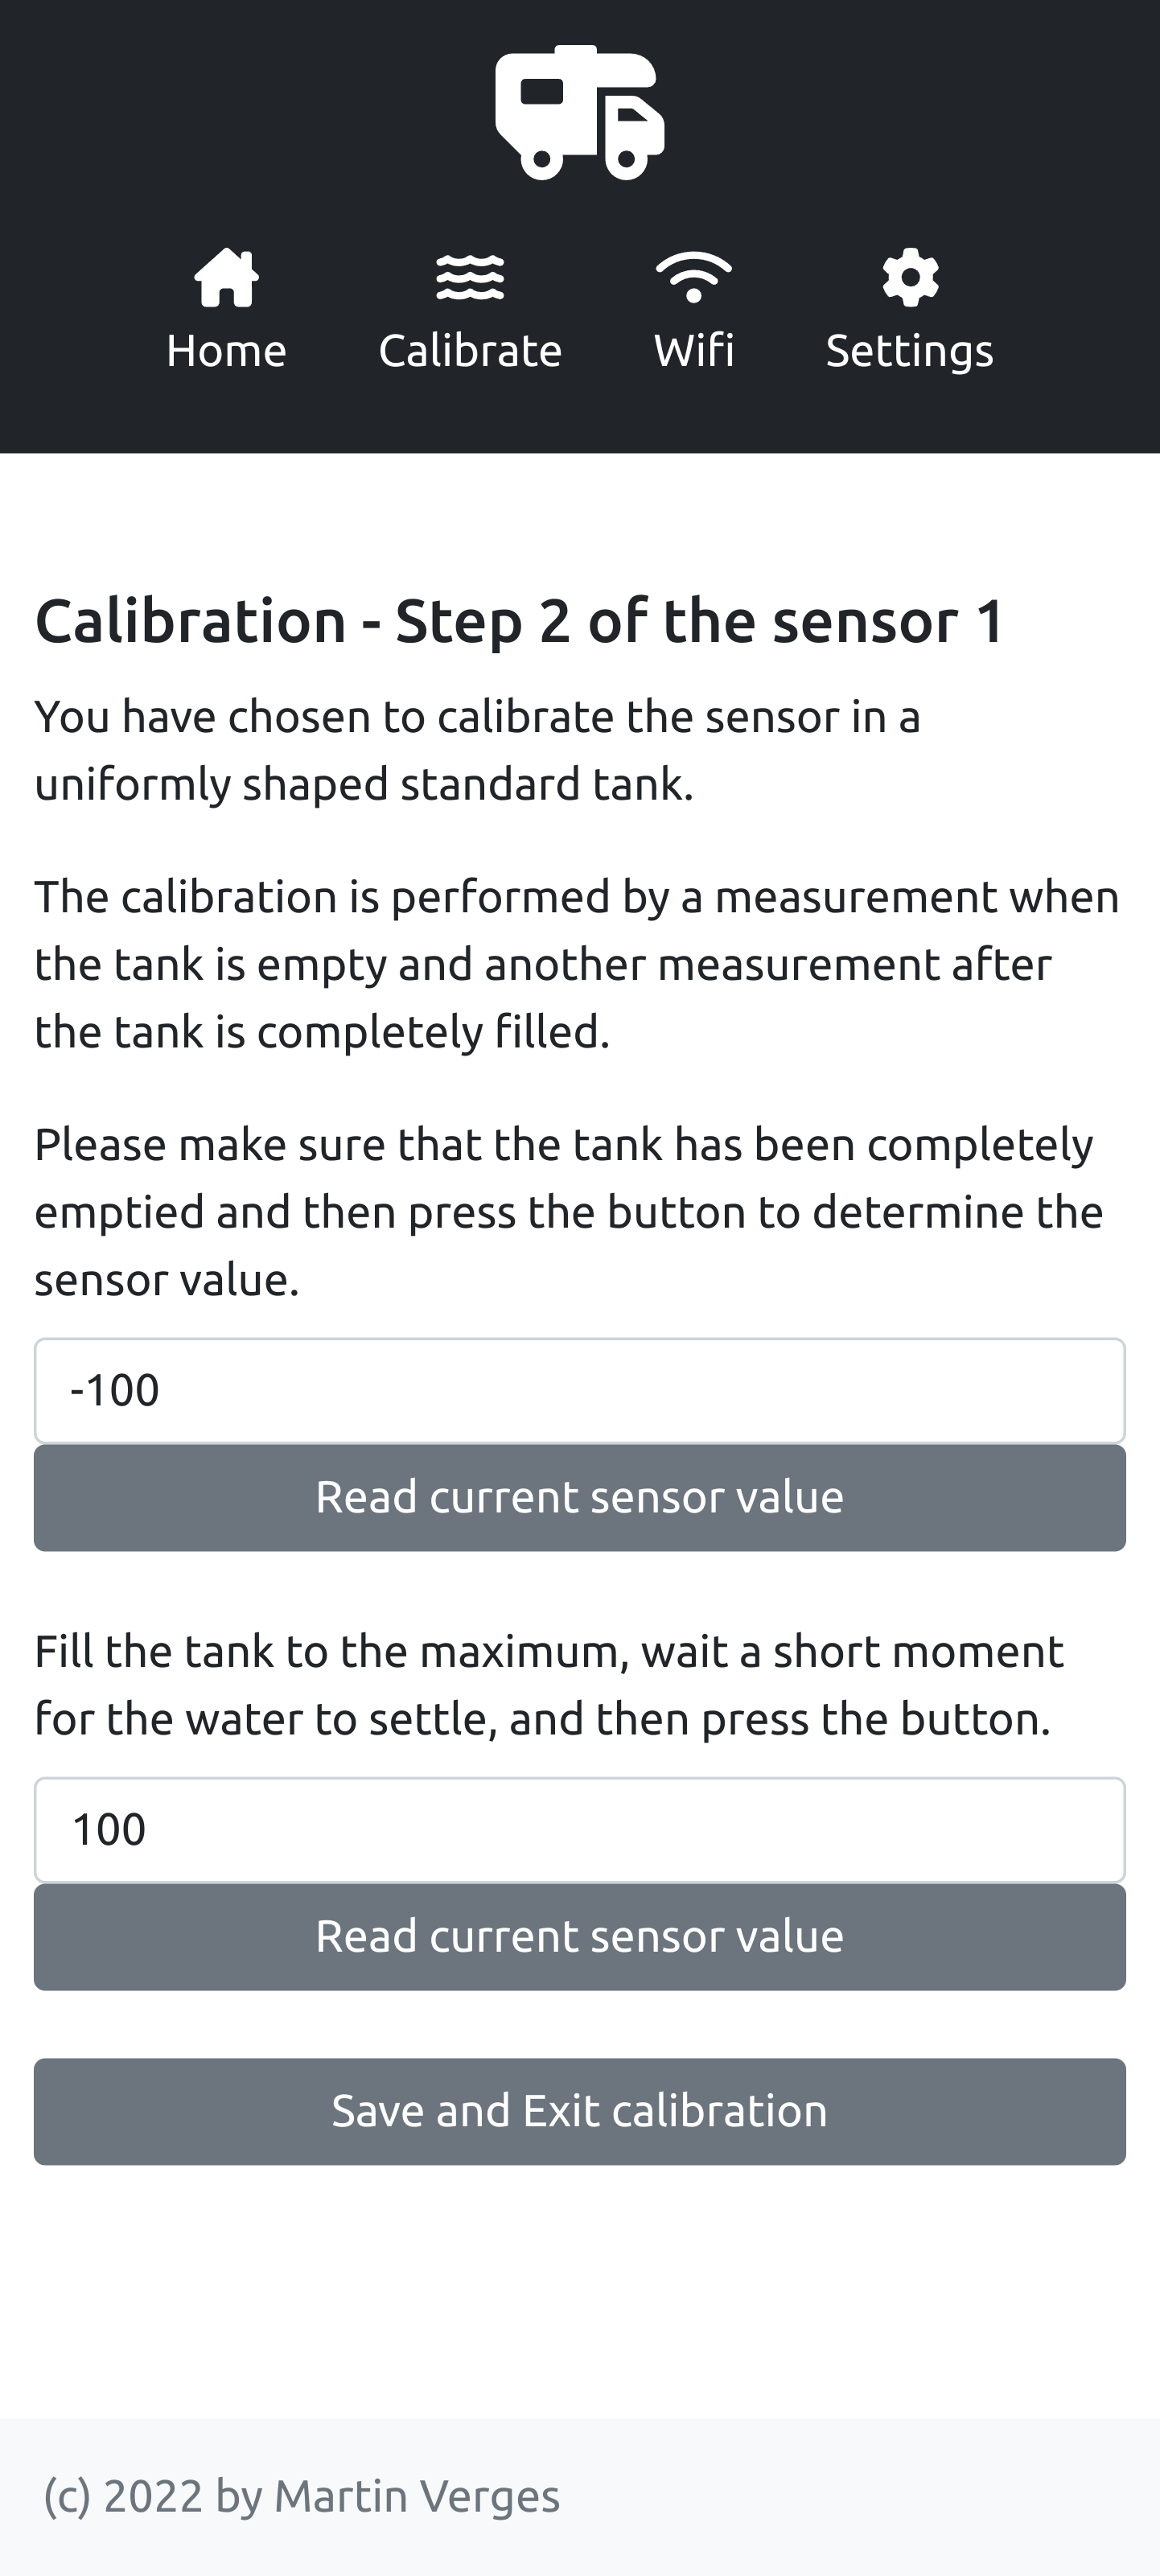 Home Calibrate Wifi Settings
Calibration - Step 2 of the sensor 1
You have chosen to calibrate the sensor in a
uniformly shaped standard tank.
The calibration is performed by a measurement when
the tank is empty and another measurement after
the tank is completely filled.
Please make sure that the tank has been completely
emptied and then press the button to determine the
sensor value.
-100
Read current sensor value
Fill the tank to the maximum, wait a short moment
for the water to settle, and then press the button.
100
Read current sensor value
Save and Exit calibration
(c) 2022 by Martin Verges